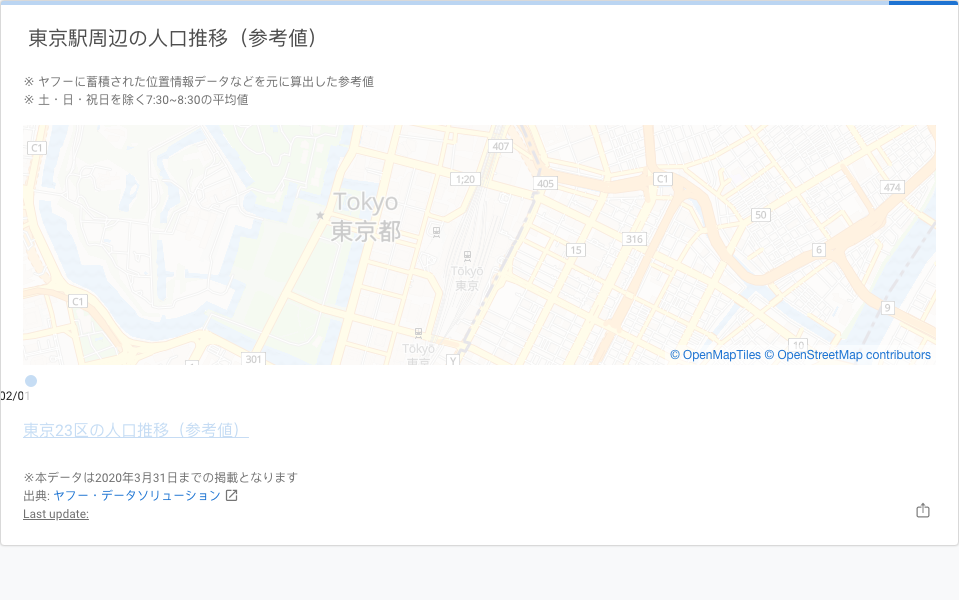 東京駅周辺の人口推移（参考値）
※ ヤフーに蓄積された位置情報データなどを元に算出した参考値
※ 土・日・祝日を除く7:30~8:30の平均値
C1
407
1;20
405
C1
474
Tokyo
東京都
50
316
15
6
Tōkyō
東京
C1
9
10
Tōkyō
東京
301
Y
© OpenMapTiles © OpenStreetMap contributors
02/01
東京23区の人口推移（参考値）
※本データは2020年3月31日までの掲載となります
出典: ヤフー・データソリューション
Last update: